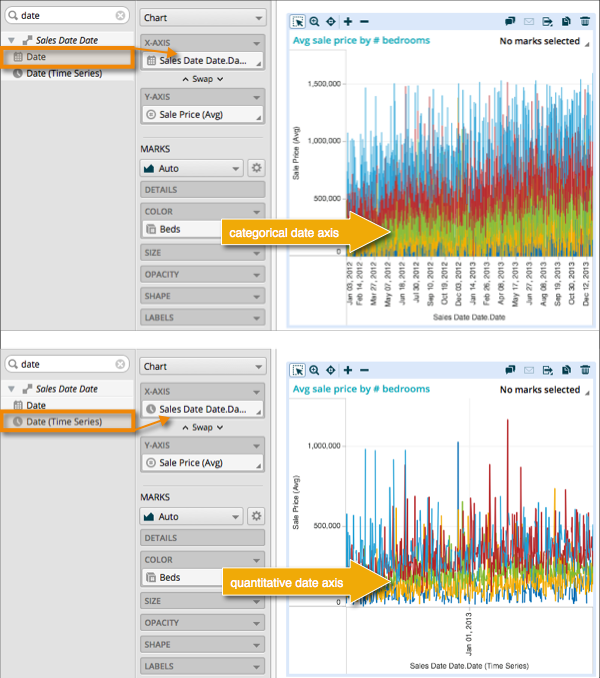 date
Sales Date Date
Date
Date (Time Series)
Chart
X-AXIS
Sales Date Date.Da...
Swap
Y-AXIS
Sale Price (Avg)
MARKS
Auto
DETAILS
COLOR
Beds
SIZE
OPACITY
SHAPE
LABELS
Avg sale price by # bedrooms
No marks selected
Sale Price (Avg)
1,500,000
1,000,000
500,000
0
categorical date axis
Jan 03, 2012
Feb 14, 2012
Mar 27, 2012
May 07, 2012
Jun 18, 2012
Jul 30, 2012
Sep 10, 2012
Oct 19, 2012
Dec 03, 2012
Jan 14, 2013
Feb 26, 2013
Apr 08, 2013
May 17, 2013
Jun 27, 2013
Aug 08, 2013
Sep 19, 2013
Oct 30, 2013
Dec 12, 2013
Sales Date Date.Date
date
Sales Date Date
Date
Date (Time Series)
Chart
X-AXIS
Sales Date Date.Da...
Swap
Y-AXIS
Sale Price (Avg)
MARKS
Auto
DETAILS
COLOR
Beds
SIZE
OPACITY
SHAPE
LABELS
Avg sale price by # bedrooms
No marks selected
Sale Price (Avg)
1,000,000
500,000
0
quantitative date axis
Jan 01, 2013
Sales Date Date.Date (Time Series)